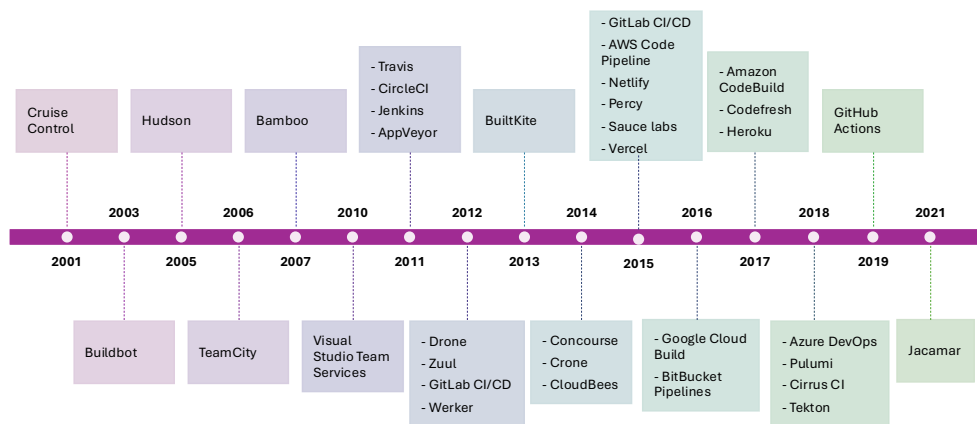 - GitLab CI/CD
- AWS Code
Pipeline
- Netlify
- Percy
- Sauce labs
- Vercel
- Travis
- CircleCI
- Jenkins
- AppVeyor
- Amazon
CodeBuild
- Codefresh
- Heroku
Cruise
Control
Hudson
Bamboo
BuiltKite
GitHub
Actions
2003
2006
2010
2012
2014
2016
2018
2021
2001
2005
2007
2011
2013
2015
2017
2019
Buildbot
TeamCity
Visual
Studio Team
Services
- Drone
- Zuul
- GitLab CI/CD
- Werker
- Concourse
- Crone
- CloudBees
- Google Cloud
Build
- BitBucket
Pipelines
- Azure DevOps
- Pulumi
- Cirrus CI
- Tekton
Jacamar